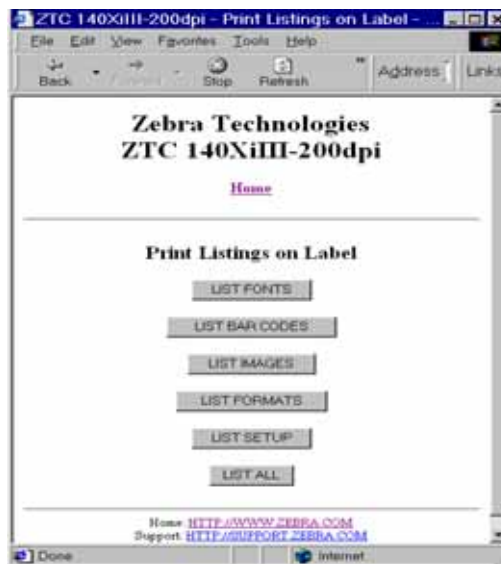 ZTC 140XiIII-200dpi - Print Listings on Label - ...
File Edit View Favorites Tools Help
Back Forward Stop Refresh Address Links
Zebra Technologies
ZTC 140XiIII-200dpi
Home
Print Listings on Label
LIST FONTS
LIST BAR CODES
LIST IMAGES
LIST FORMATS
LIST SETUP
LIST ALL
Home: HTTP://WWW.ZEBRA.COM
Support: HTTP://SUPPORT.ZEBRA.COM
Done Internet